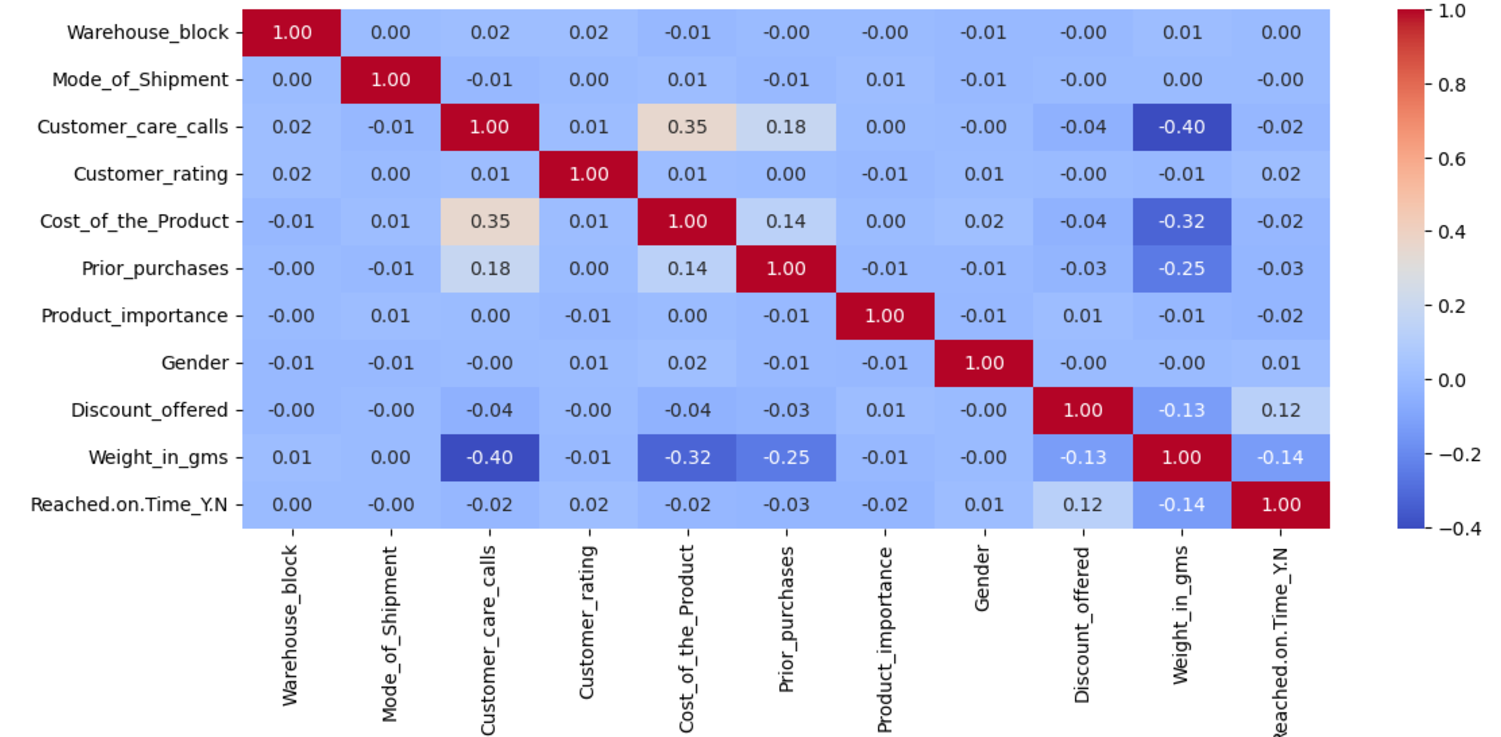 Warehouse_block 1.00 0.00 0.02 0.02 -0.01 -0.00 -0.00 -0.01 -0.00 0.01 0.00
Mode_of_Shipment 0.00 1.00 -0.01 0.00 0.01 -0.01 0.01 -0.01 -0.00 0.00 -0.00
Customer_care_calls 0.02 -0.01 1.00 0.01 0.35 0.18 0.00 -0.00 -0.04 -0.40 -0.02
Customer_rating 0.02 0.00 0.01 1.00 0.01 0.00 -0.01 0.01 -0.00 -0.01 0.02
Cost_of_the_Product -0.01 0.01 0.35 0.01 1.00 0.14 0.00 0.02 -0.04 -0.32 -0.02
Prior_purchases -0.00 -0.01 0.18 0.00 0.14 1.00 -0.01 -0.01 -0.03 -0.25 -0.03
Product_importance -0.00 0.01 0.00 -0.01 0.00 -0.01 1.00 -0.01 0.01 -0.01 -0.02
Gender -0.01 -0.01 -0.00 0.01 0.02 -0.01 -0.01 1.00 -0.00 -0.00 0.01
Discount_offered -0.00 -0.00 -0.04 -0.00 -0.04 -0.03 0.01 -0.00 1.00 -0.13 0.12
Weight_in_gms 0.01 0.00 -0.40 -0.01 -0.32 -0.25 -0.01 -0.00 -0.13 1.00 -0.14
Reached.on.Time_Y.N 0.00 -0.00 -0.02 0.02 -0.02 -0.03 -0.02 0.01 0.12 -0.14 1.00
Warehouse_block
Mode_of_Shipment
Customer_care_calls
Customer_rating
Cost_of_the_Product
Prior_purchases
Product_importance
Gender
Discount_offered
Weight_in_gms
Reached.on.Time_Y.N
1.0
0.8
0.6
0.4
0.2
0.0
−0.2
−0.4